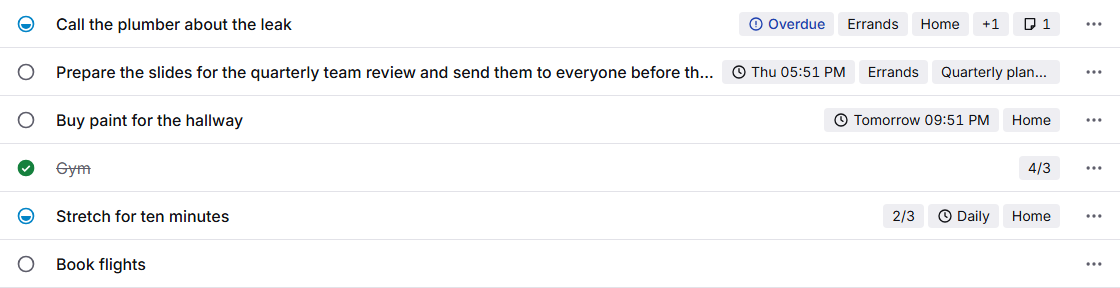 Call the plumber about the leak Overdue Errands Home +1 1
Prepare the slides for the quarterly team review and send them to everyone before th... Thu 05:51 PM Errands Quarterly plan...
Buy paint for the hallway Tomorrow 09:51 PM Home
Gym 4/3
Stretch for ten minutes 2/3 Daily Home
Book flights